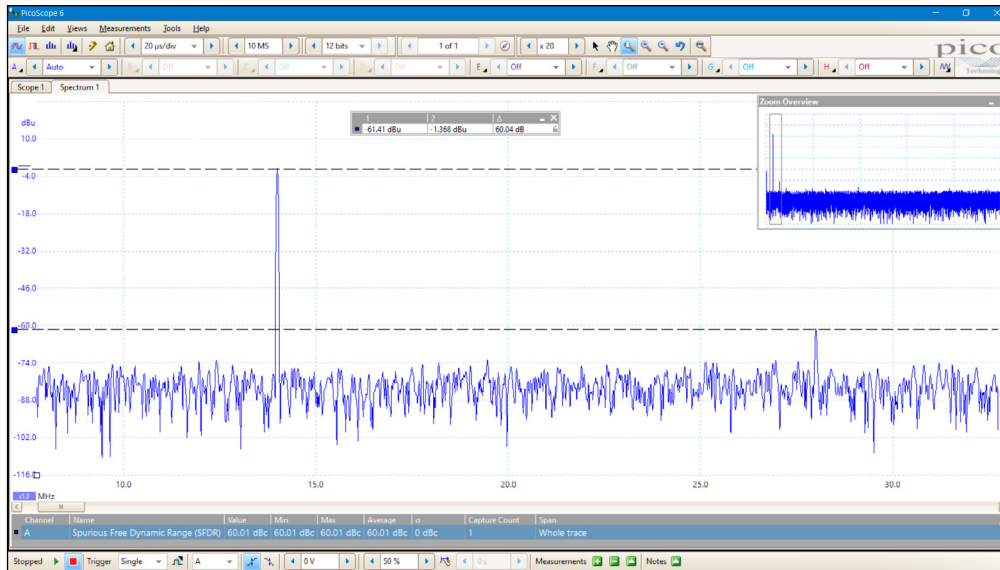 PicoScope 6
File Edit Views Measurements Tools Help
20 µs/div 10 MS 12 bits 1 of 1 x 20
pico
Technolog
A Auto B Off C Off D Off E Off F Off G Off H Off
Scope 1 Spectrum 1
1 2 Δ
-61.41 dBu -1.368 dBu 60.04 dB
Zoom Overview
dBu
10.0
-4.0
-18.0
-32.0
-46.0
-60.0
-74.0
-88.0
-102.0
-116.0
10.0 15.0 20.0 25.0 30.0
x1.0 MHz
Channel Name Value Min Max Average σ Capture Count Span
A Spurious Free Dynamic Range (SFDR) 60.01 dBc 60.01 dBc 60.01 dBc 60.01 dBc 0 dBc 1 Whole trace
Stopped Trigger Single A 0 V 50 % 0 s Measurements Notes